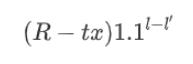 $(R - tx)1.1^{l-l'}$